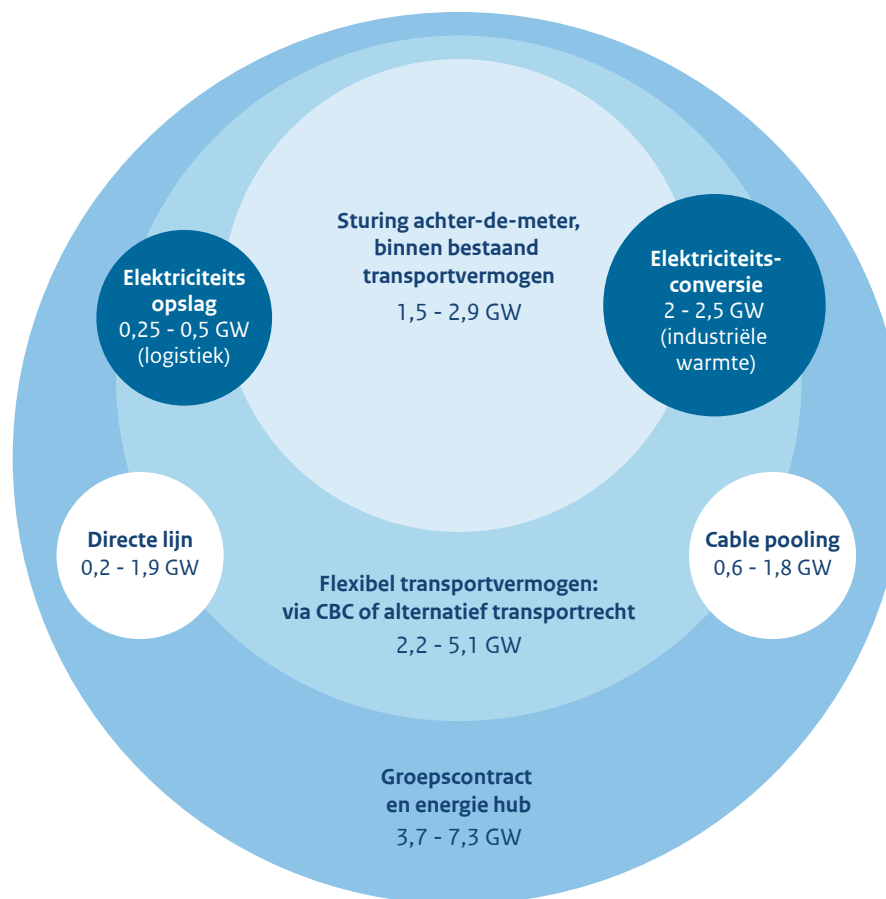 Sturing achter-de-meter,
binnen bestaand
transportvermogen
1,5 - 2,9 GW
Elektriciteits
opslag
0,25 - 0,5 GW
(logistiek)
Elektriciteits-
conversie
2 - 2,5 GW
(industriële
warmte)
Directe lijn
0,2 - 1,9 GW
Cable pooling
0,6 - 1,8 GW
Flexibel transportvermogen:
via CBC of alternatief transportrecht
2,2 - 5,1 GW
Groepscontract
en energie hub
3,7 - 7,3 GW